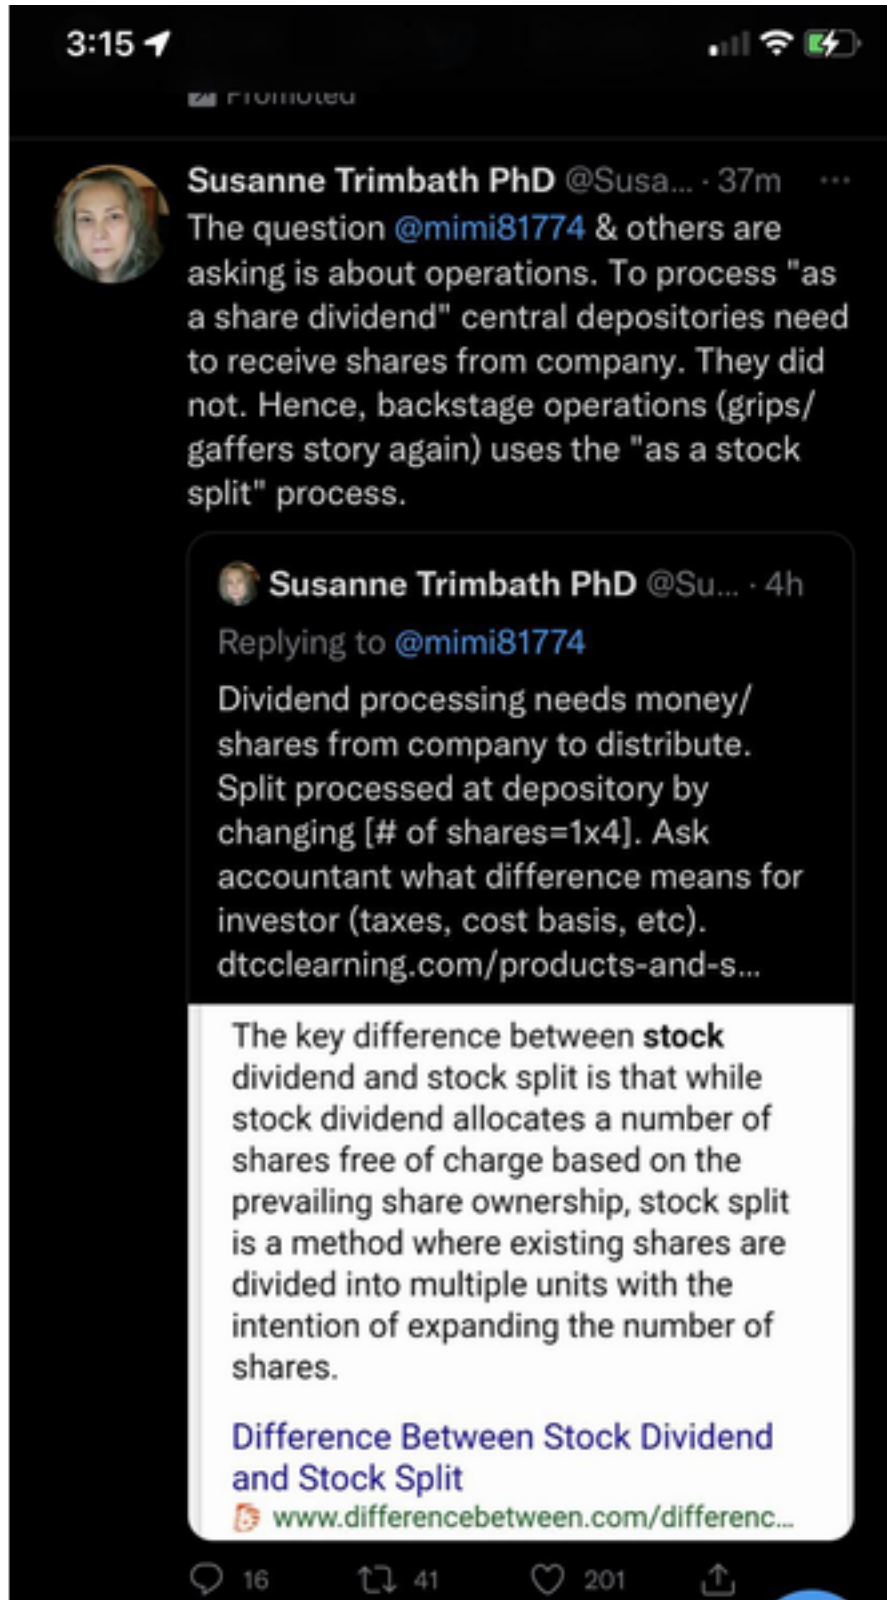 3:15
Promoted
Susanne Trimbath PhD @Susa... · 37m
The question @mimi81774 & others are
asking is about operations. To process "as
a share dividend" central depositories need
to receive shares from company. They did
not. Hence, backstage operations (grips/
gaffers story again) uses the "as a stock
split" process.
Susanne Trimbath PhD @Su... · 4h
Replying to @mimi81774
Dividend processing needs money/
shares from company to distribute.
Split processed at depository by
changing [# of shares=1x4]. Ask
accountant what difference means for
investor (taxes, cost basis, etc).
dtcclearning.com/products-and-s...
The key difference between stock
dividend and stock split is that while
stock dividend allocates a number of
shares free of charge based on the
prevailing share ownership, stock split
is a method where existing shares are
divided into multiple units with the
intention of expanding the number of
shares.
Difference Between Stock Dividend
and Stock Split
www.differencebetween.com/differenc...
16 41 201